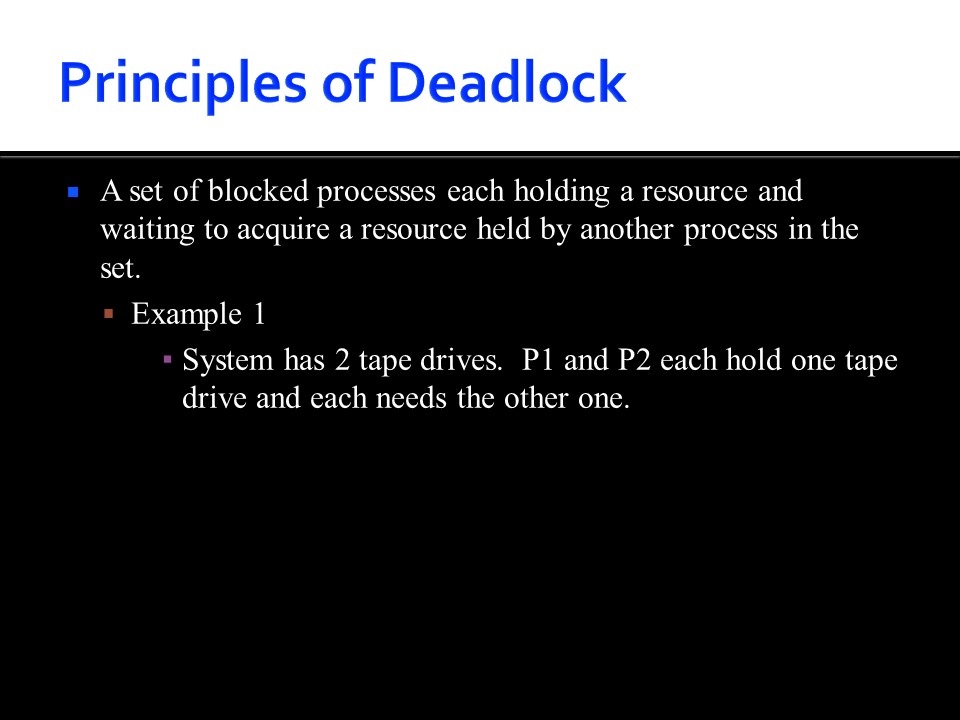 Principles of Deadlock
A set of blocked processes each holding a resource and
waiting to acquire a resource held by another process in the
set.
Example 1
System has 2 tape drives.  P1 and P2 each hold one tape
drive and each needs the other one.